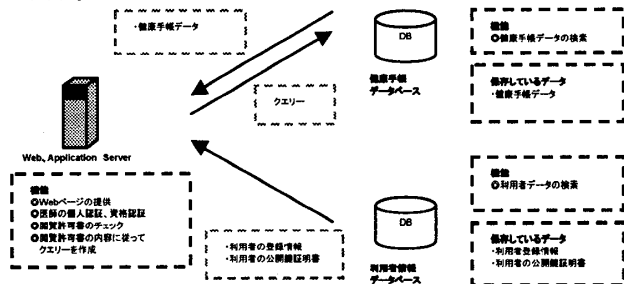 ・健康手帳データ
クエリー
DB
健康手帳
データベース
機能
◎健康手帳データの検索
保存しているデータ
・健康手帳データ
Web、Application Server
機能
◎Webページの提供
◎医師の個人認証、資格認証
◎閲覧許可書のチェック
◎閲覧許可書の内容に従って
クエリーを作成
・利用者の登録情報
・利用者の公開鍵証明書
DB
利用者情報
データベース
機能
◎利用者データの検索
保存しているデータ
・利用者登録情報
・利用者の公開鍵証明書